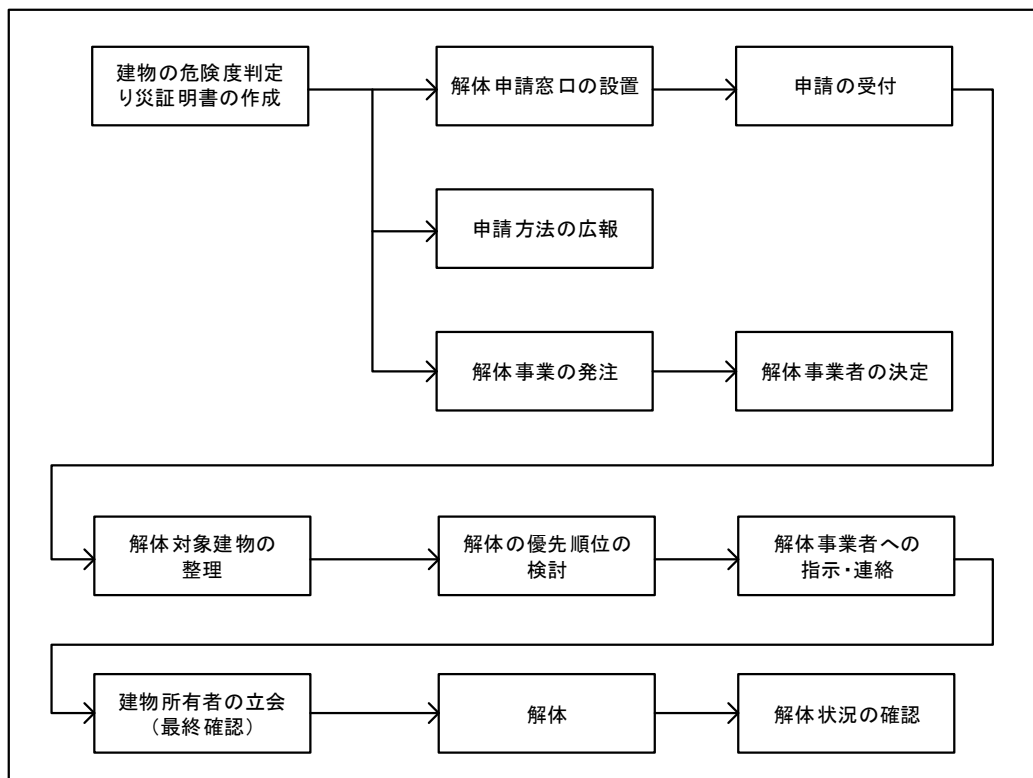 建物の危険度判定
り災証明書の作成
解体申請窓口の設置
申請の受付
申請方法の広報
解体事業の発注
解体事業者の決定
解体対象建物の
整理
解体の優先順位の
検討
解体事業者への
指示・連絡
建物所有者の立会
（最終確認）
解体
解体状況の確認